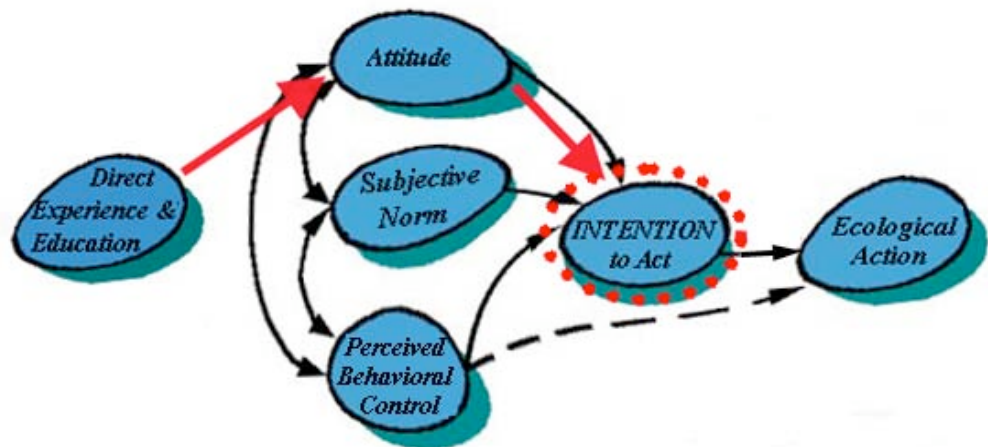 Attitude
Direct
Experience &
Education
Subjective
Norm
INTENTION
to Act
Ecological
Action
Perceived
Behavioral
Control